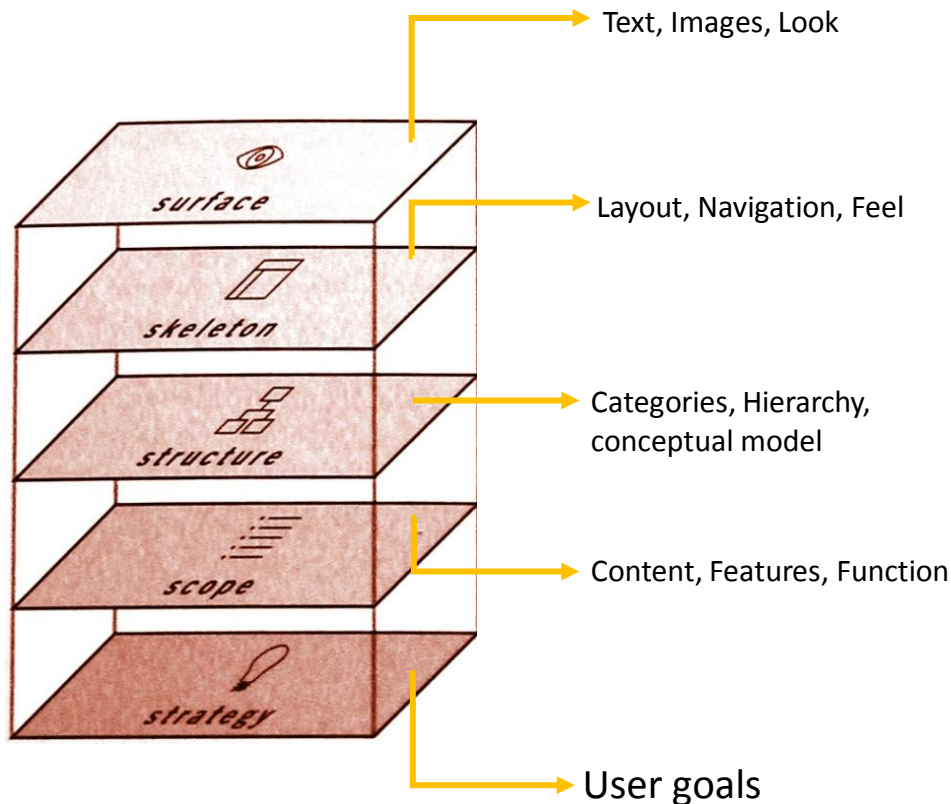 Text, Images, Look
surface
Layout, Navigation, Feel
skeleton
Categories, Hierarchy,
conceptual model
structure
Content, Features, Function
scope
strategy
User goals